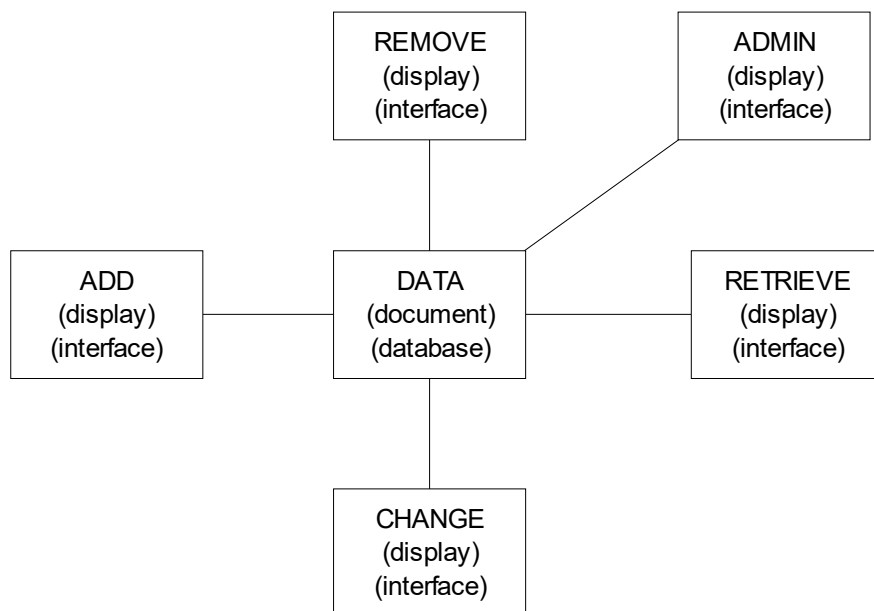 REMOVE
(display)
(interface)
ADMIN
(display)
(interface)
ADD
(display)
(interface)
DATA
(document)
(database)
RETRIEVE
(display)
(interface)
CHANGE
(display)
(interface)